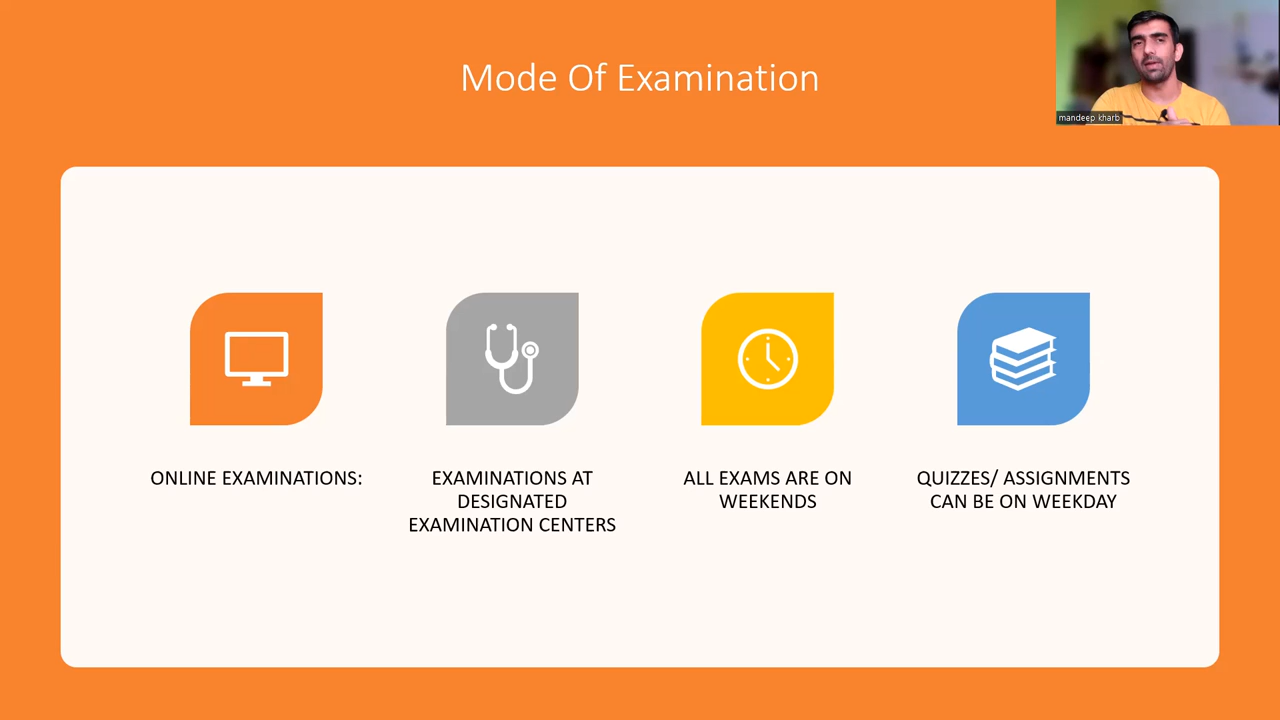 Mode Of Examination
mandeep kharb
ONLINE EXAMINATIONS:
EXAMINATIONS AT
DESIGNATED
EXAMINATION CENTERS
ALL EXAMS ARE ON
WEEKENDS
QUIZZES/ ASSIGNMENTS
CAN BE ON WEEKDAY